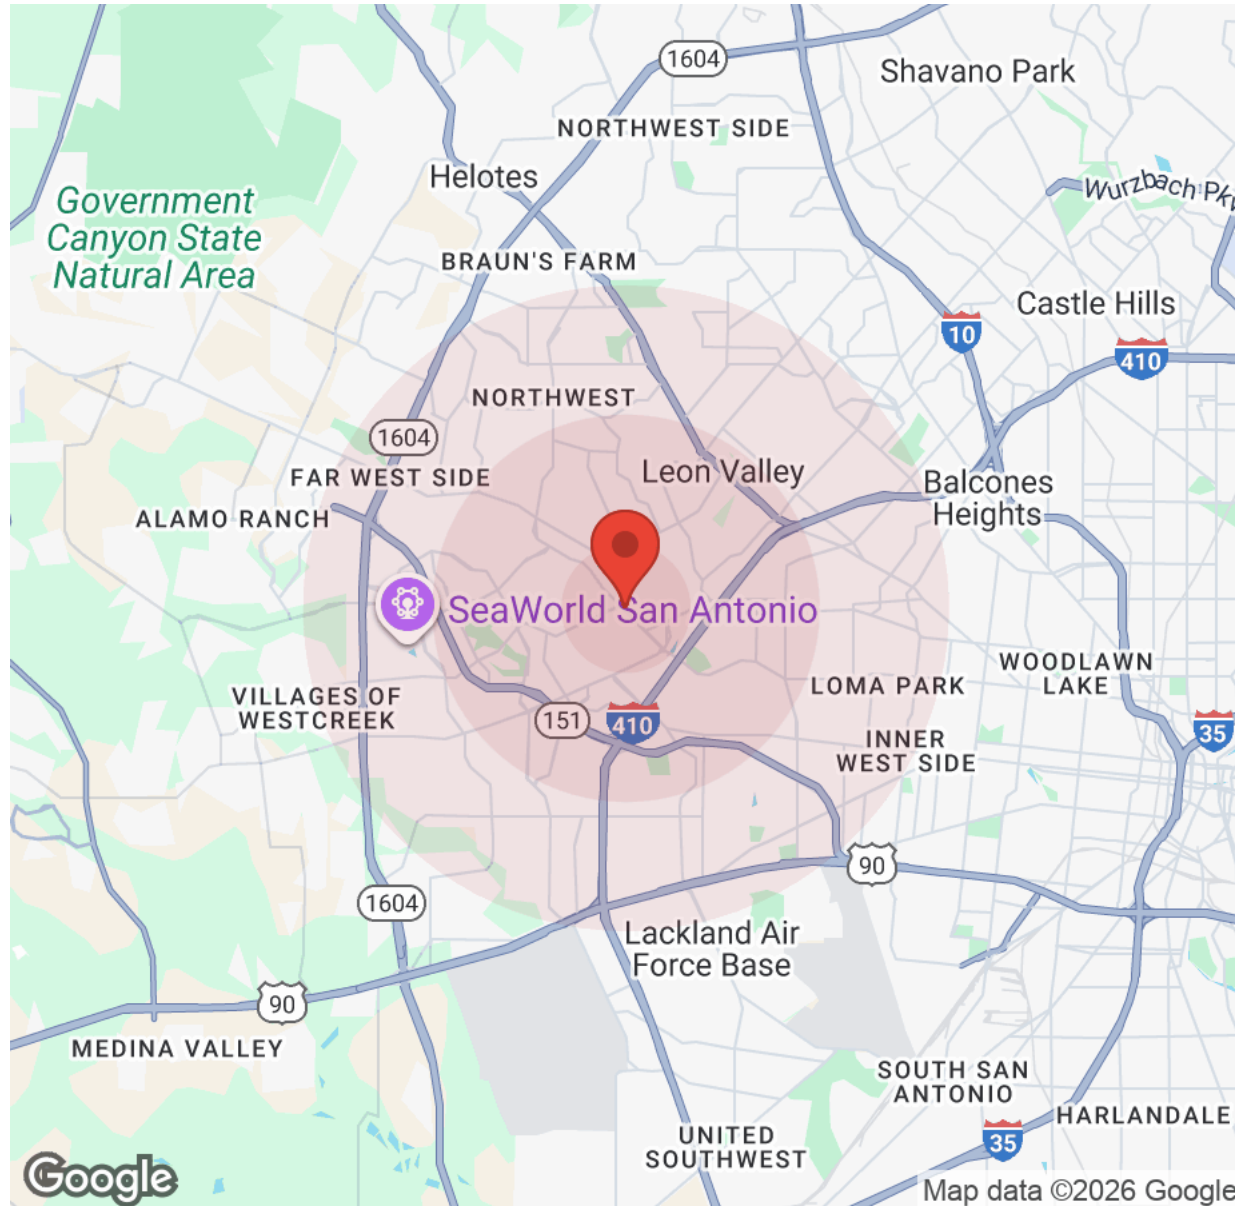 1604
Shavano Park
NORTHWEST SIDE
Helotes
Wurzbach Pkw
Government
Canyon State
Natural Area
BRAUN'S FARM
Castle Hills
10
410
NORTHWEST
1604
FAR WEST SIDE
Leon Valley
Balcones
Heights
ALAMO RANCH
SeaWorld San Antonio
WOODLAWN
LAKE
LOMA PARK
VILLAGES OF
WESTCREEK
151
410
35
INNER
WEST SIDE
90
1604
Lackland Air
Force Base
90
MEDINA VALLEY
SOUTH SAN
ANTONIO
HARLANDALE
UNITED
SOUTHWEST
35
Google
Map data ©2026 Google